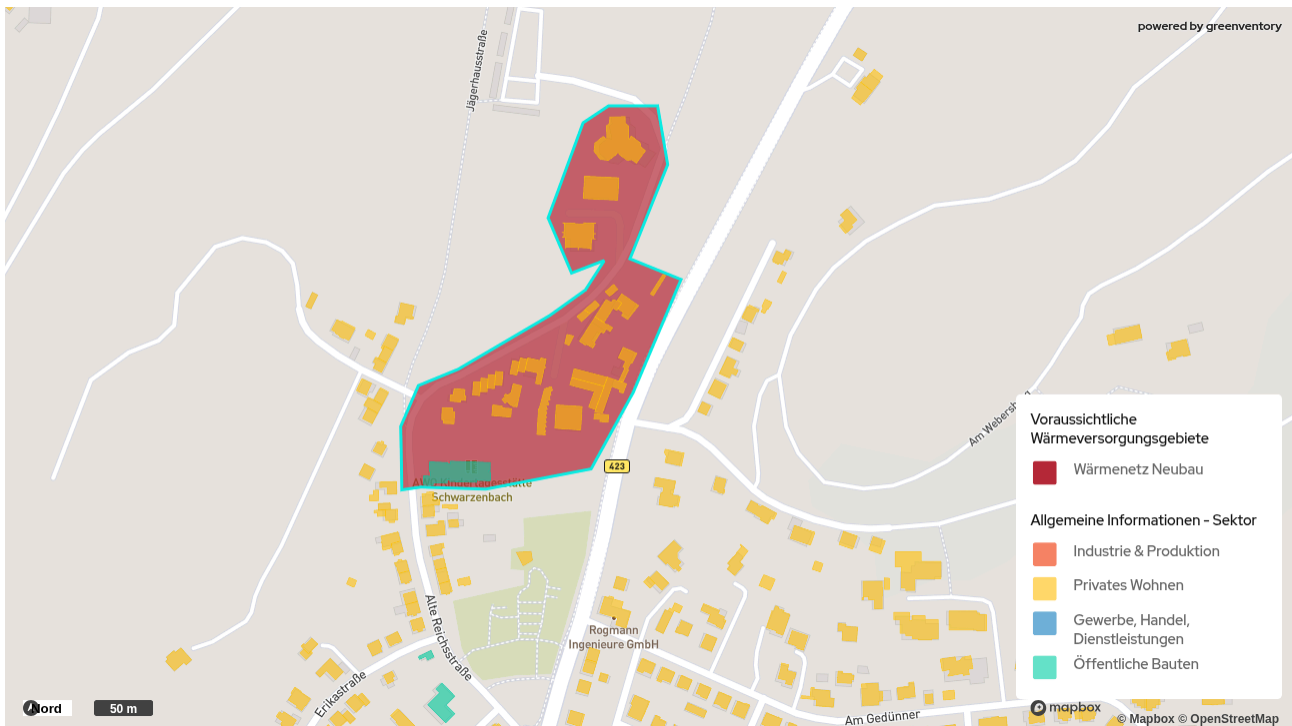 powered by greenventory
Jägerhausstraße
423
AWO Kindertagesstätte
Schwarzenbach
Am Webersberg
Alte Reichsstraße
Erikastraße
Rogmann
Ingenieure GmbH
Am Gedünner
Voraussichtliche
Wärmeversorgungsgebiete
Wärmenetz Neubau
Allgemeine Informationen - Sektor
Industrie & Produktion
Privates Wohnen
Gewerbe, Handel,
Dienstleistungen
Öffentliche Bauten
Nord
50 m
mapbox
© Mapbox © OpenStreetMap